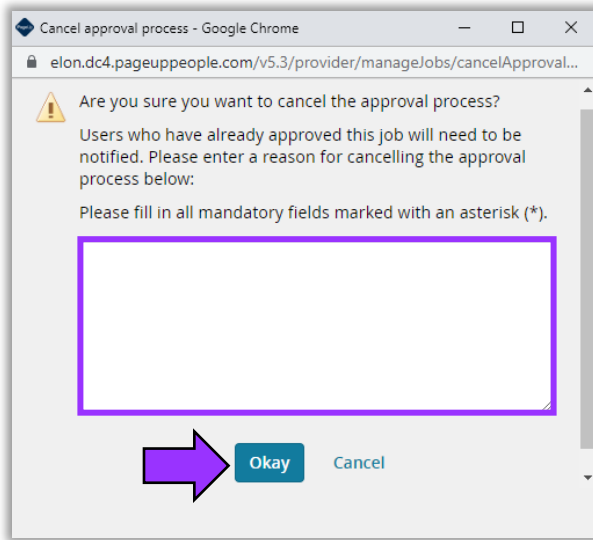 Cancel approval process - Google Chrome
elon.dc4.pageuppeople.com/v5.3/provider/manageJobs/cancelApproval...
Are you sure you want to cancel the approval process?
Users who have already approved this job will need to be
notified. Please enter a reason for cancelling the approval
process below:
Please fill in all mandatory fields marked with an asterisk (*).
Okay Cancel